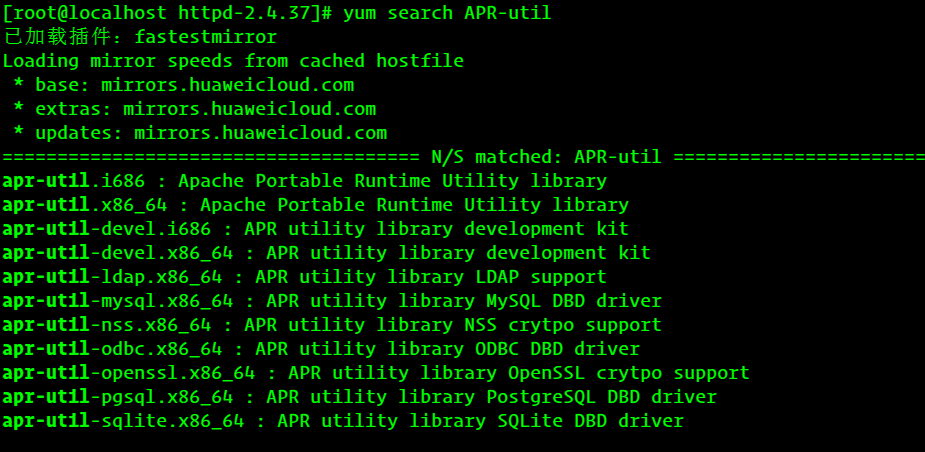 [root@localhost httpd-2.4.37]# yum search APR-util
已加载插件：fastestmirror
Loading mirror speeds from cached hostfile
 * base: mirrors.huaweicloud.com
 * extras: mirrors.huaweicloud.com
 * updates: mirrors.huaweicloud.com
====================================== N/S matched: APR-util =======================
apr-util.i686 : Apache Portable Runtime Utility library
apr-util.x86_64 : Apache Portable Runtime Utility library
apr-util-devel.i686 : APR utility library development kit
apr-util-devel.x86_64 : APR utility library development kit
apr-util-ldap.x86_64 : APR utility library LDAP support
apr-util-mysql.x86_64 : APR utility library MySQL DBD driver
apr-util-nss.x86_64 : APR utility library NSS crytpo support
apr-util-odbc.x86_64 : APR utility library ODBC DBD driver
apr-util-openssl.x86_64 : APR utility library OpenSSL crytpo support
apr-util-pgsql.x86_64 : APR utility library PostgreSQL DBD driver
apr-util-sqlite.x86_64 : APR utility library SQLite DBD driver